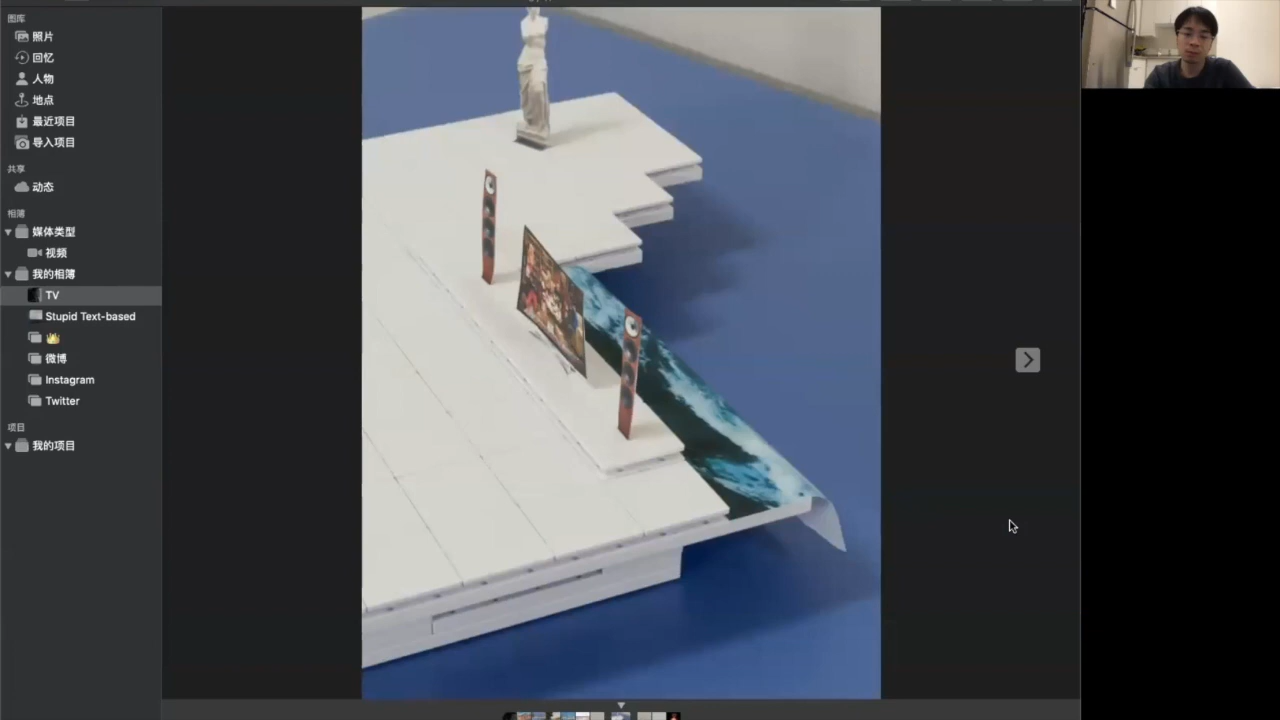 图库
照片
回忆
人物
地点
最近项目
导入项目
共享
动态
相簿
媒体类型
视频
我的相簿
TV
Stupid Text-based
👑
微博
Instagram
Twitter
项目
我的项目